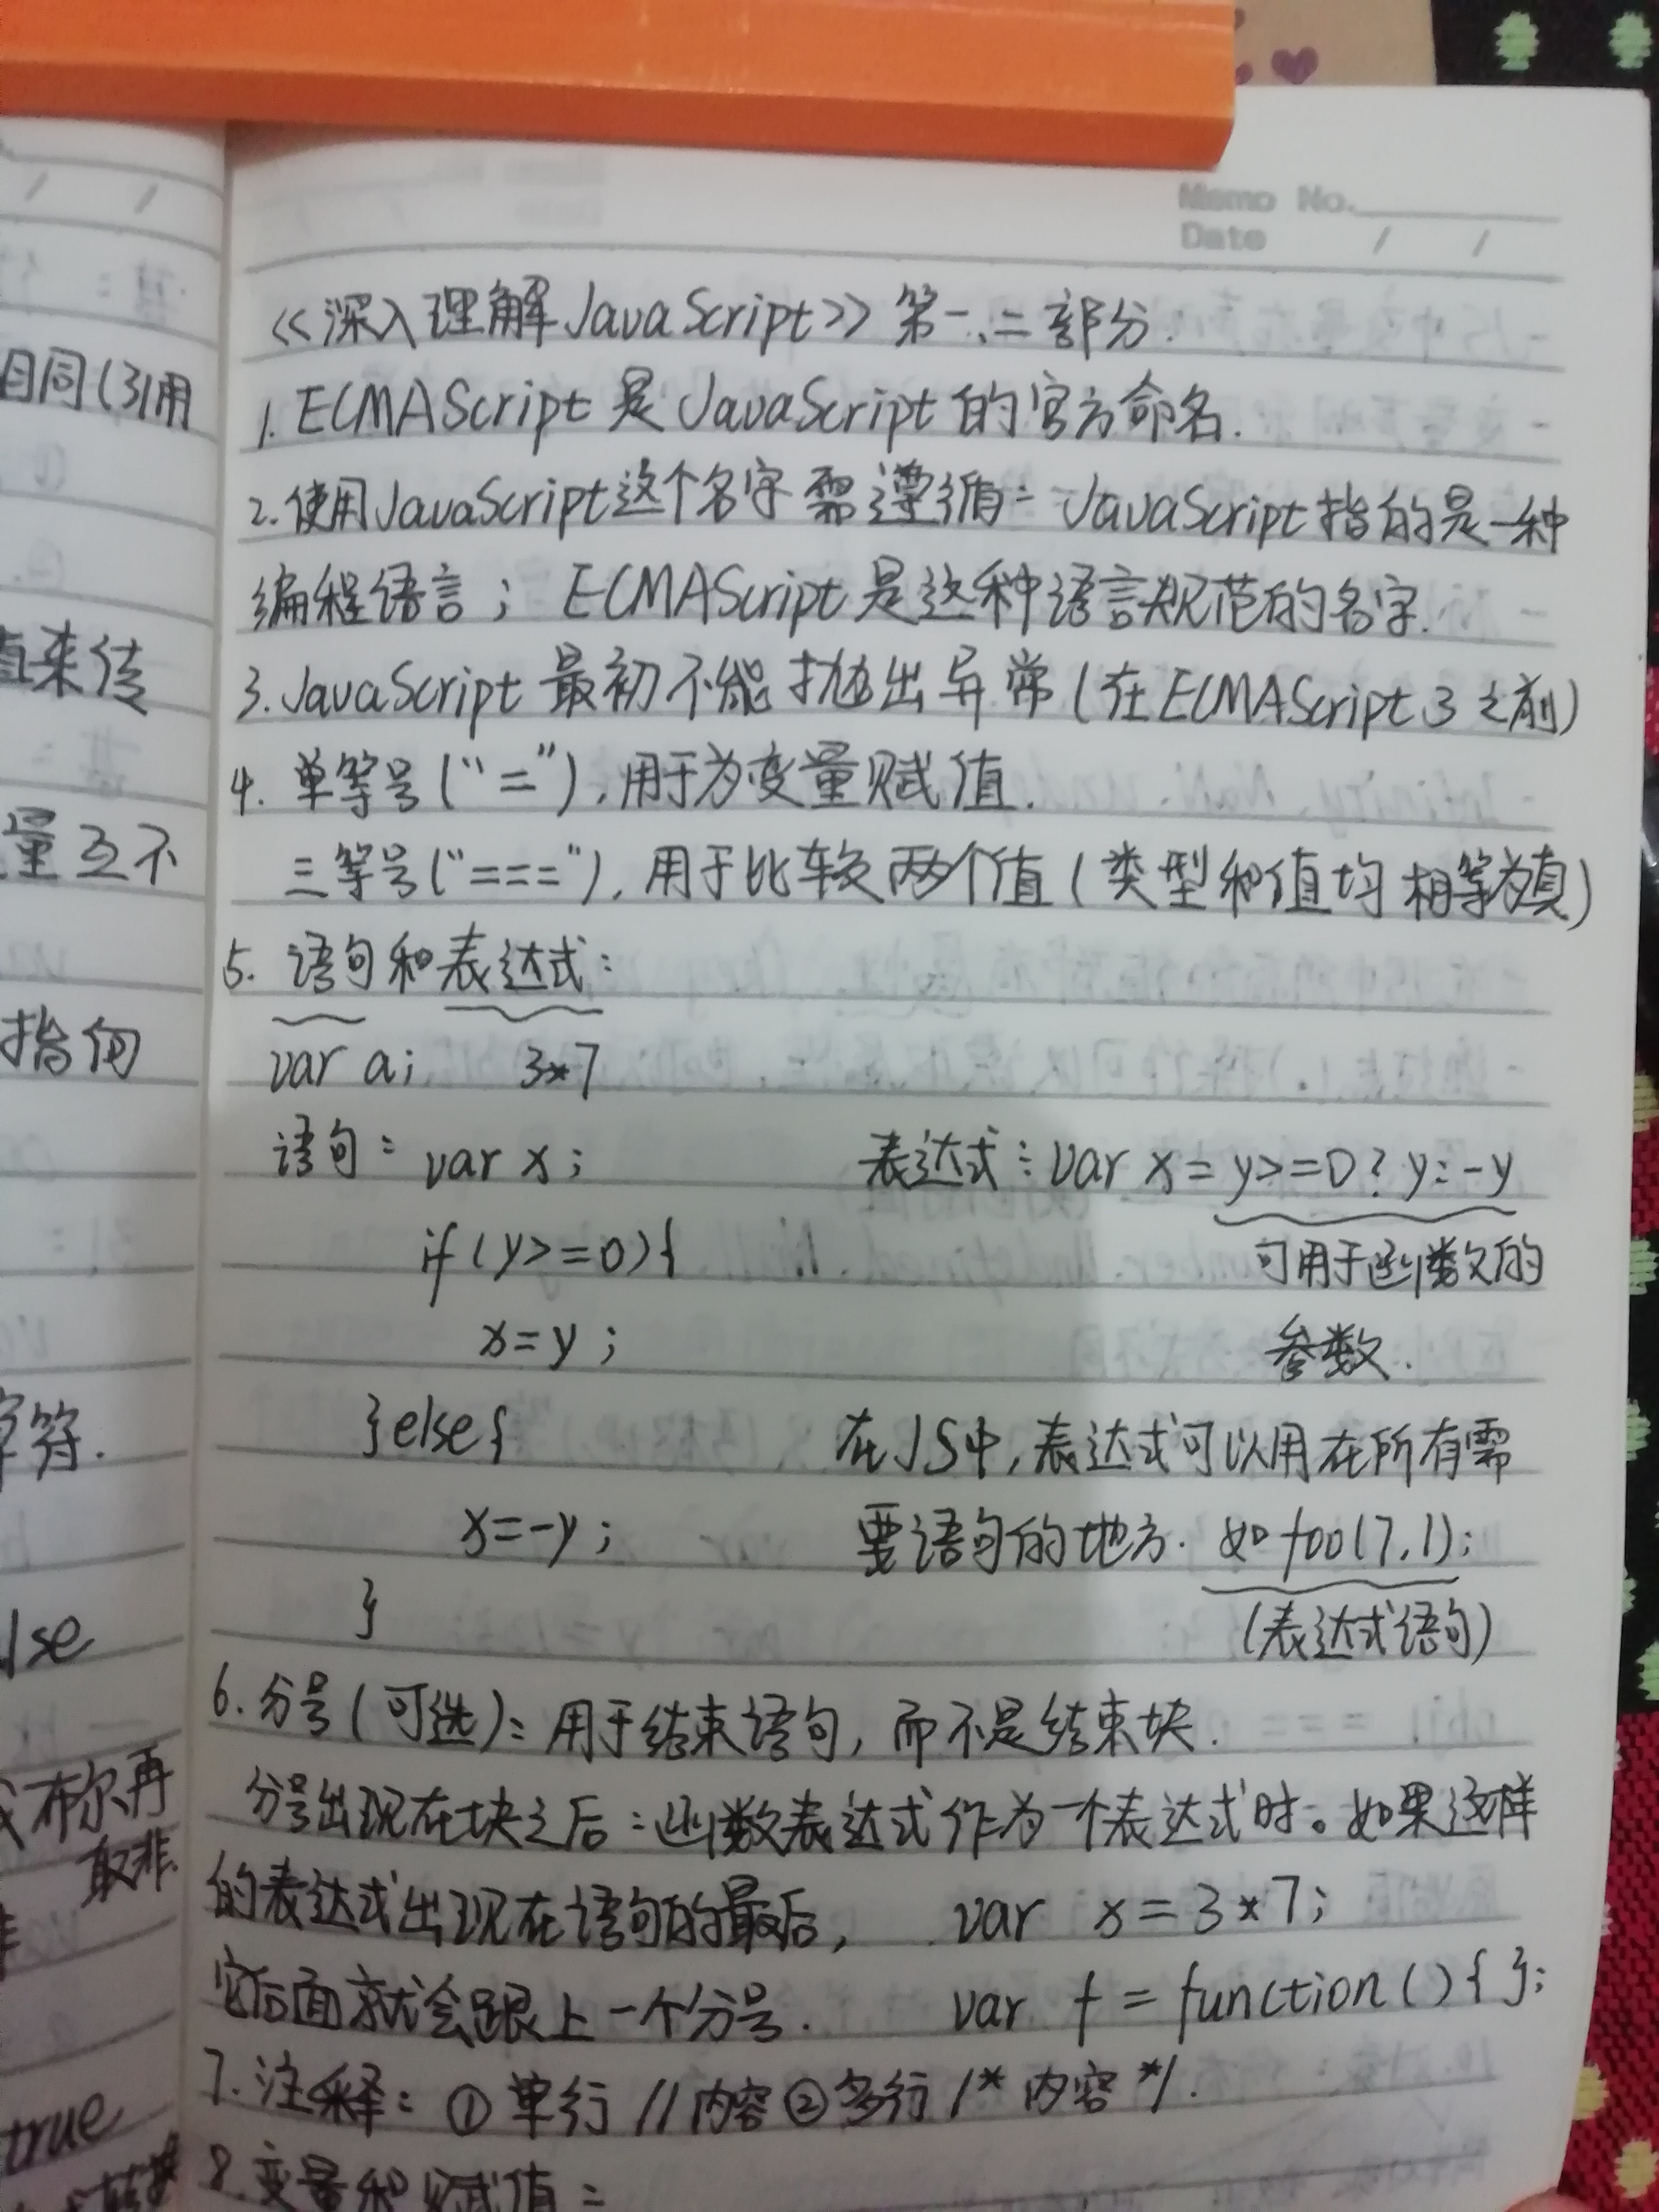 Memo No.
Date / /
《深入理解JavaScript》第一、二部分.
1. ECMAScript 是 JavaScript 的官方命名.
2. 使用JavaScript这个名字需遵循: JavaScript指的是一种
编程语言; ECMAScript 是这种语言规范的名字.
3. JavaScript 最初不能抛出异常(在ECMAScript 3 之前)
4. 单等号("="),用于为变量赋值.
三等号("==="),用于比较两个值(类型和值均相等为真)
5. 语句和表达式:
var a; 3*7
语句: var x; 表达式: var x = y>=0? y:-y
if (y>=0){ 可用于函数的
x=y; 参数.
}else{ 在JS中,表达式可以用在所有需
x=-y; 要语句的地方. 如 foo(7,1);
} (表达式语句)
6. 分号(可选): 用于结束语句, 而不是结束块.
分号出现在块之后:函数表达式作为一个表达式时。如果这样
的表达式出现在语句的最后, var x = 3*7;
它后面就会跟上一个分号. var f = function(){ };
7. 注释: ① 单行 //内容 ② 多行 /* 内容 */.
8. 变量和赋值:
目同(引用
直来传
量互不
指向
字符.
lse
布尔再
取非.
true